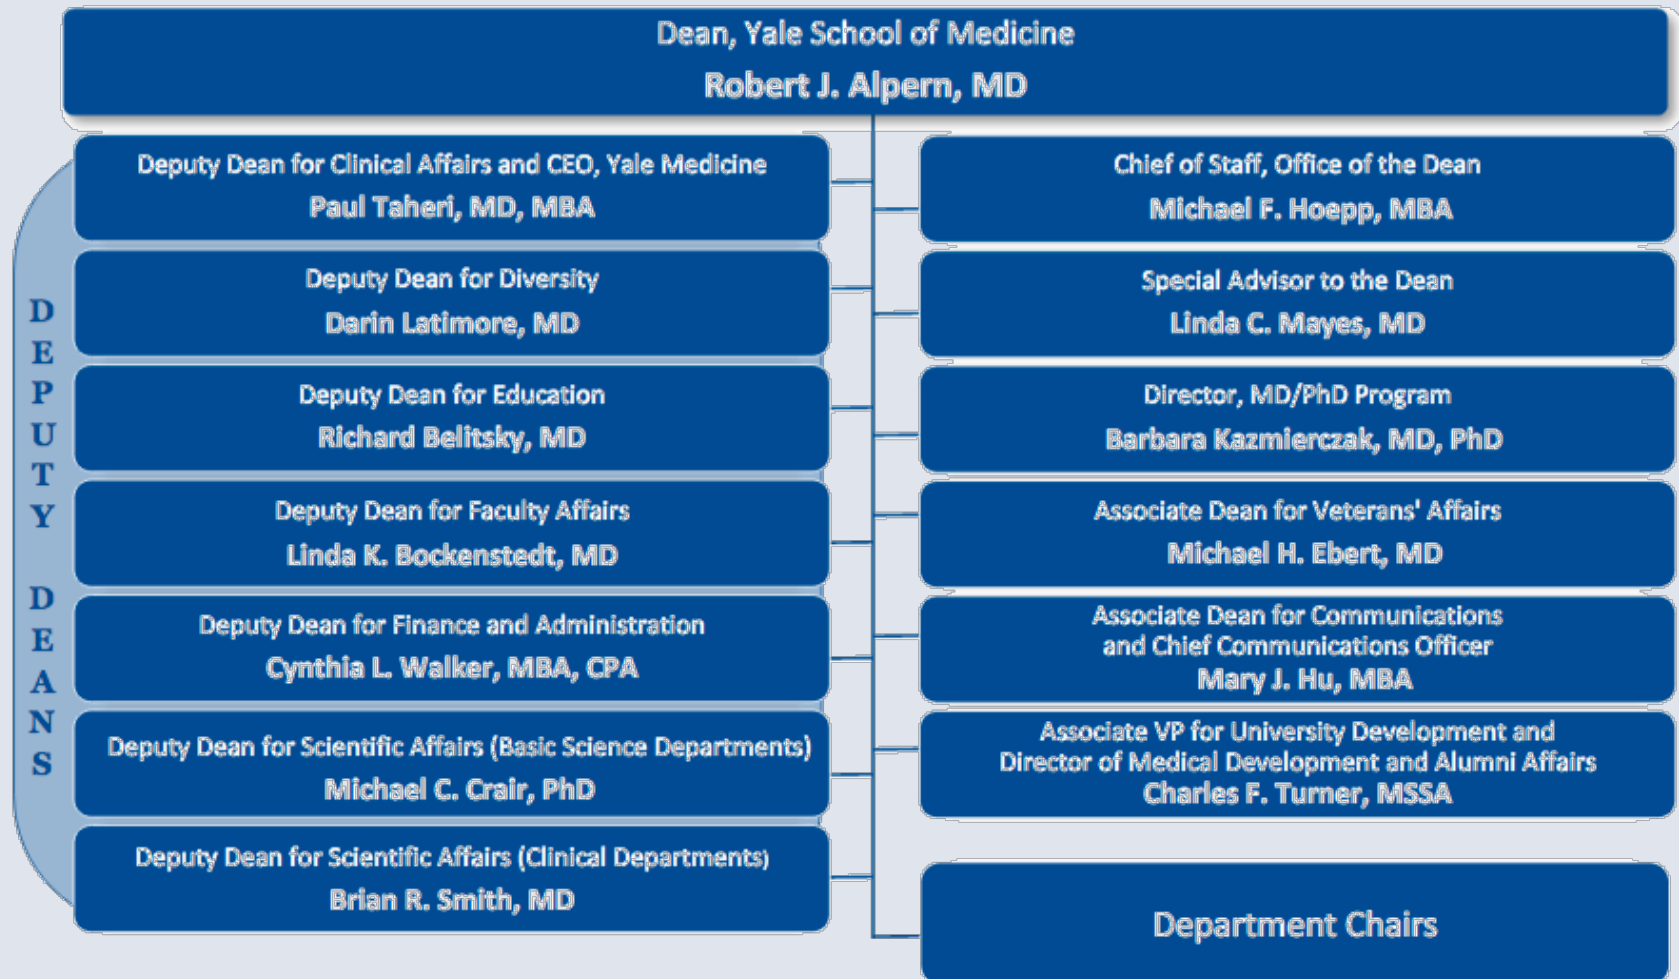 Dean, Yale School of Medicine
Robert J. Alpern, MD
DEPUTY DEANS
Deputy Dean for Clinical Affairs and CEO, Yale Medicine
Paul Taheri, MD, MBA
Deputy Dean for Diversity
Darin Latimore, MD
Deputy Dean for Education
Richard Belitsky, MD
Deputy Dean for Faculty Affairs
Linda K. Bockenstedt, MD
Deputy Dean for Finance and Administration
Cynthia L. Walker, MBA, CPA
Deputy Dean for Scientific Affairs (Basic Science Departments)
Michael C. Crair, PhD
Deputy Dean for Scientific Affairs (Clinical Departments)
Brian R. Smith, MD
Chief of Staff, Office of the Dean
Michael F. Hoepp, MBA
Special Advisor to the Dean
Linda C. Mayes, MD
Director, MD/PhD Program
Barbara Kazmierczak, MD, PhD
Associate Dean for Veterans' Affairs
Michael H. Ebert, MD
Associate Dean for Communications
and Chief Communications Officer
Mary J. Hu, MBA
Associate VP for University Development and
Director of Medical Development and Alumni Affairs
Charles F. Turner, MSSA
Department Chairs